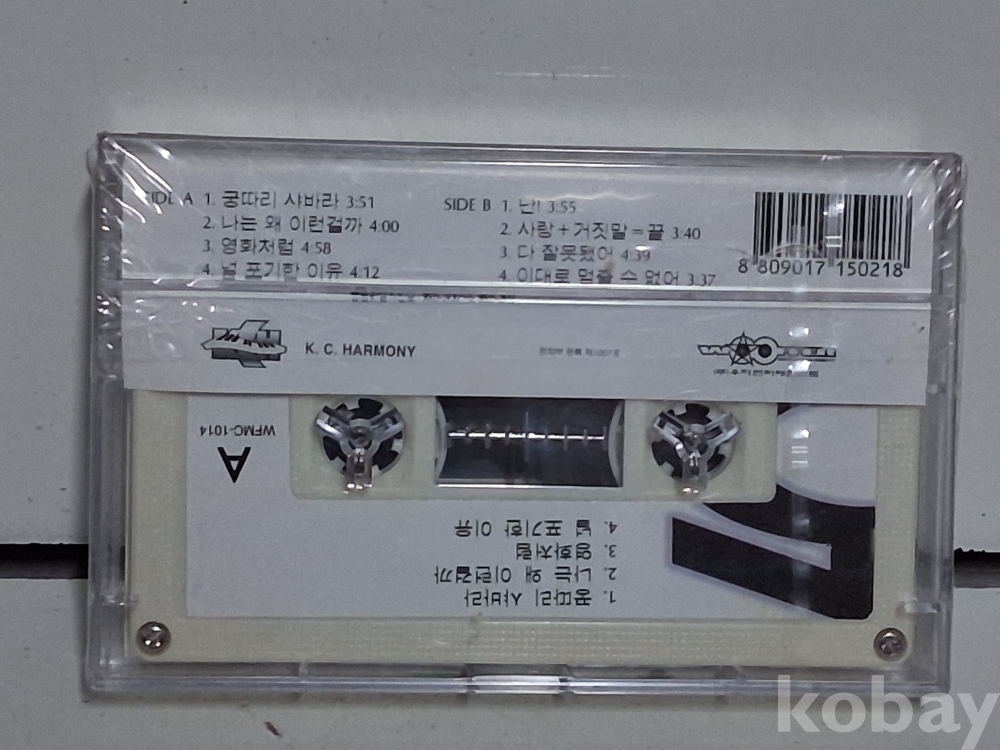 SIDE A 1. 쿵따리 샤바라 3:51
2. 나는 왜 이런걸까 4:00
3. 영화처럼 4:58
4. 널 포기한 이유 4:12
SIDE B 1. 난! 3:55
2. 사랑+거짓말=끝 3:40
3. 다 잘못됐어 4:39
4. 이대로 멈출 수 없어 3:37
8 809017 150218
K. C. HARMONY
WFMC-1014
A
4. 널 포기한 이유
3. 영화처럼
2. 나는 왜 이런걸까
1. 꿍따리 샤바라
kobay